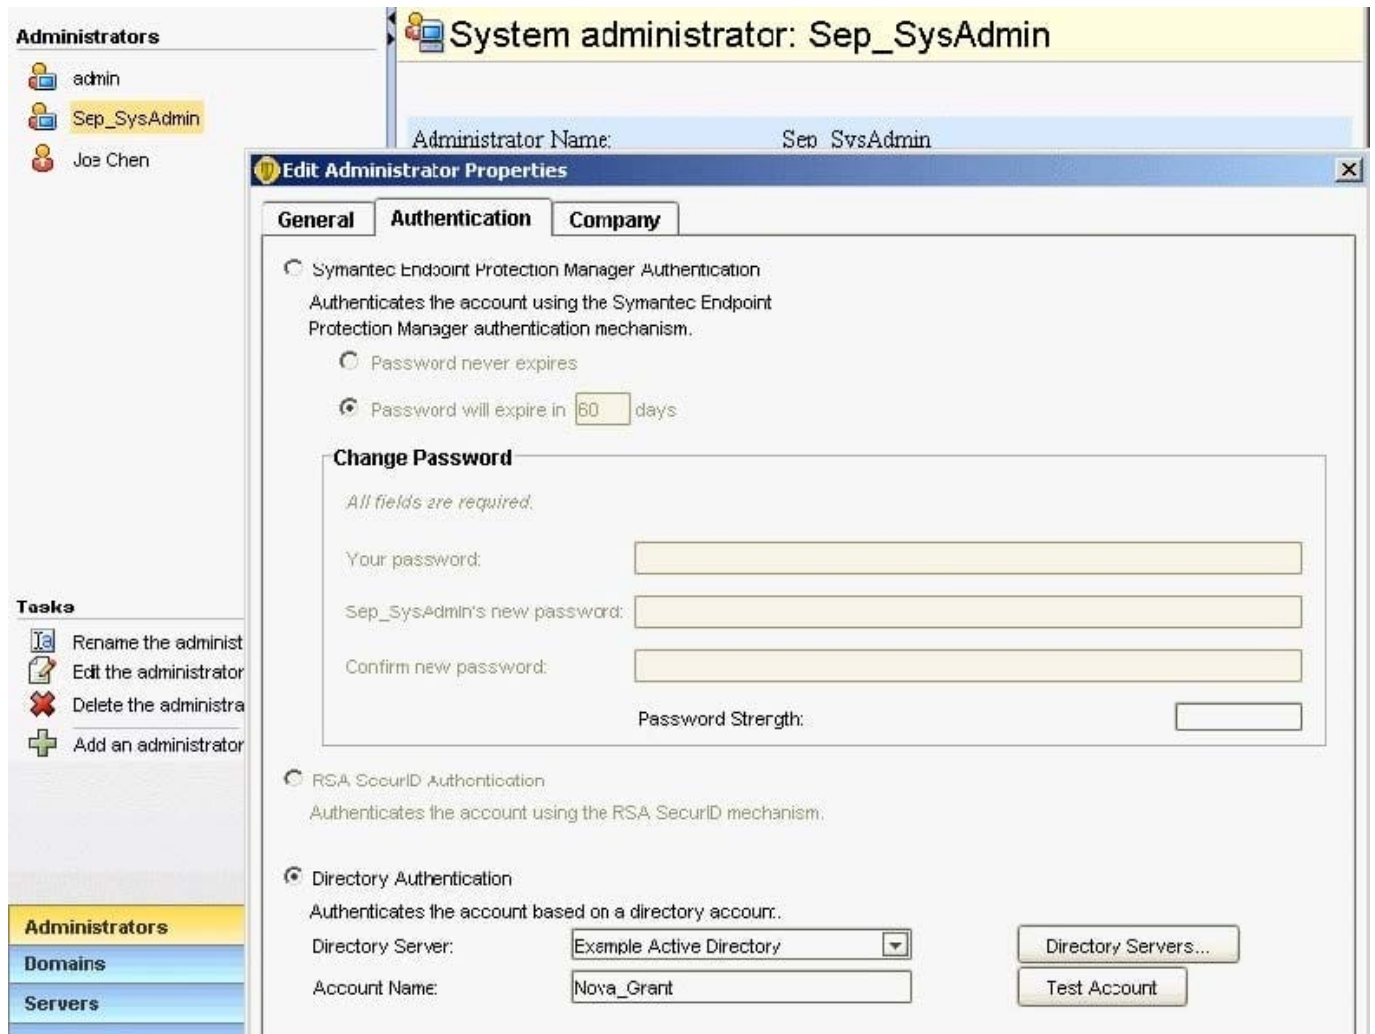 Administrators
admin
Sep_SysAdmin
Joe Chen
System administrator: Sep_SysAdmin
Administrator Name: Sep_SysAdmin
Edit Administrator Properties
General Authentication Company
Symantec Endpoint Protection Manager Authentication
Authenticates the account using the Symantec Endpoint
Protection Manager authentication mechanism.
Password never expires
Password will expire in 60 days
Change Password
All fields are required.
Your password:
Sep_SysAdmin's new password:
Confirm new password:
Password Strength:
RSA SecurID Authentication
Authenticates the account using the RSA SecurID mechanism.
Directory Authentication
Authenticates the account based on a directory account.
Directory Server: Example Active Directory Directory Servers...
Account Name: Nova_Grant Test Account
Tasks
Rename the administ
Edit the administrator
Delete the administra
Add an administrator
Administrators
Domains
Servers